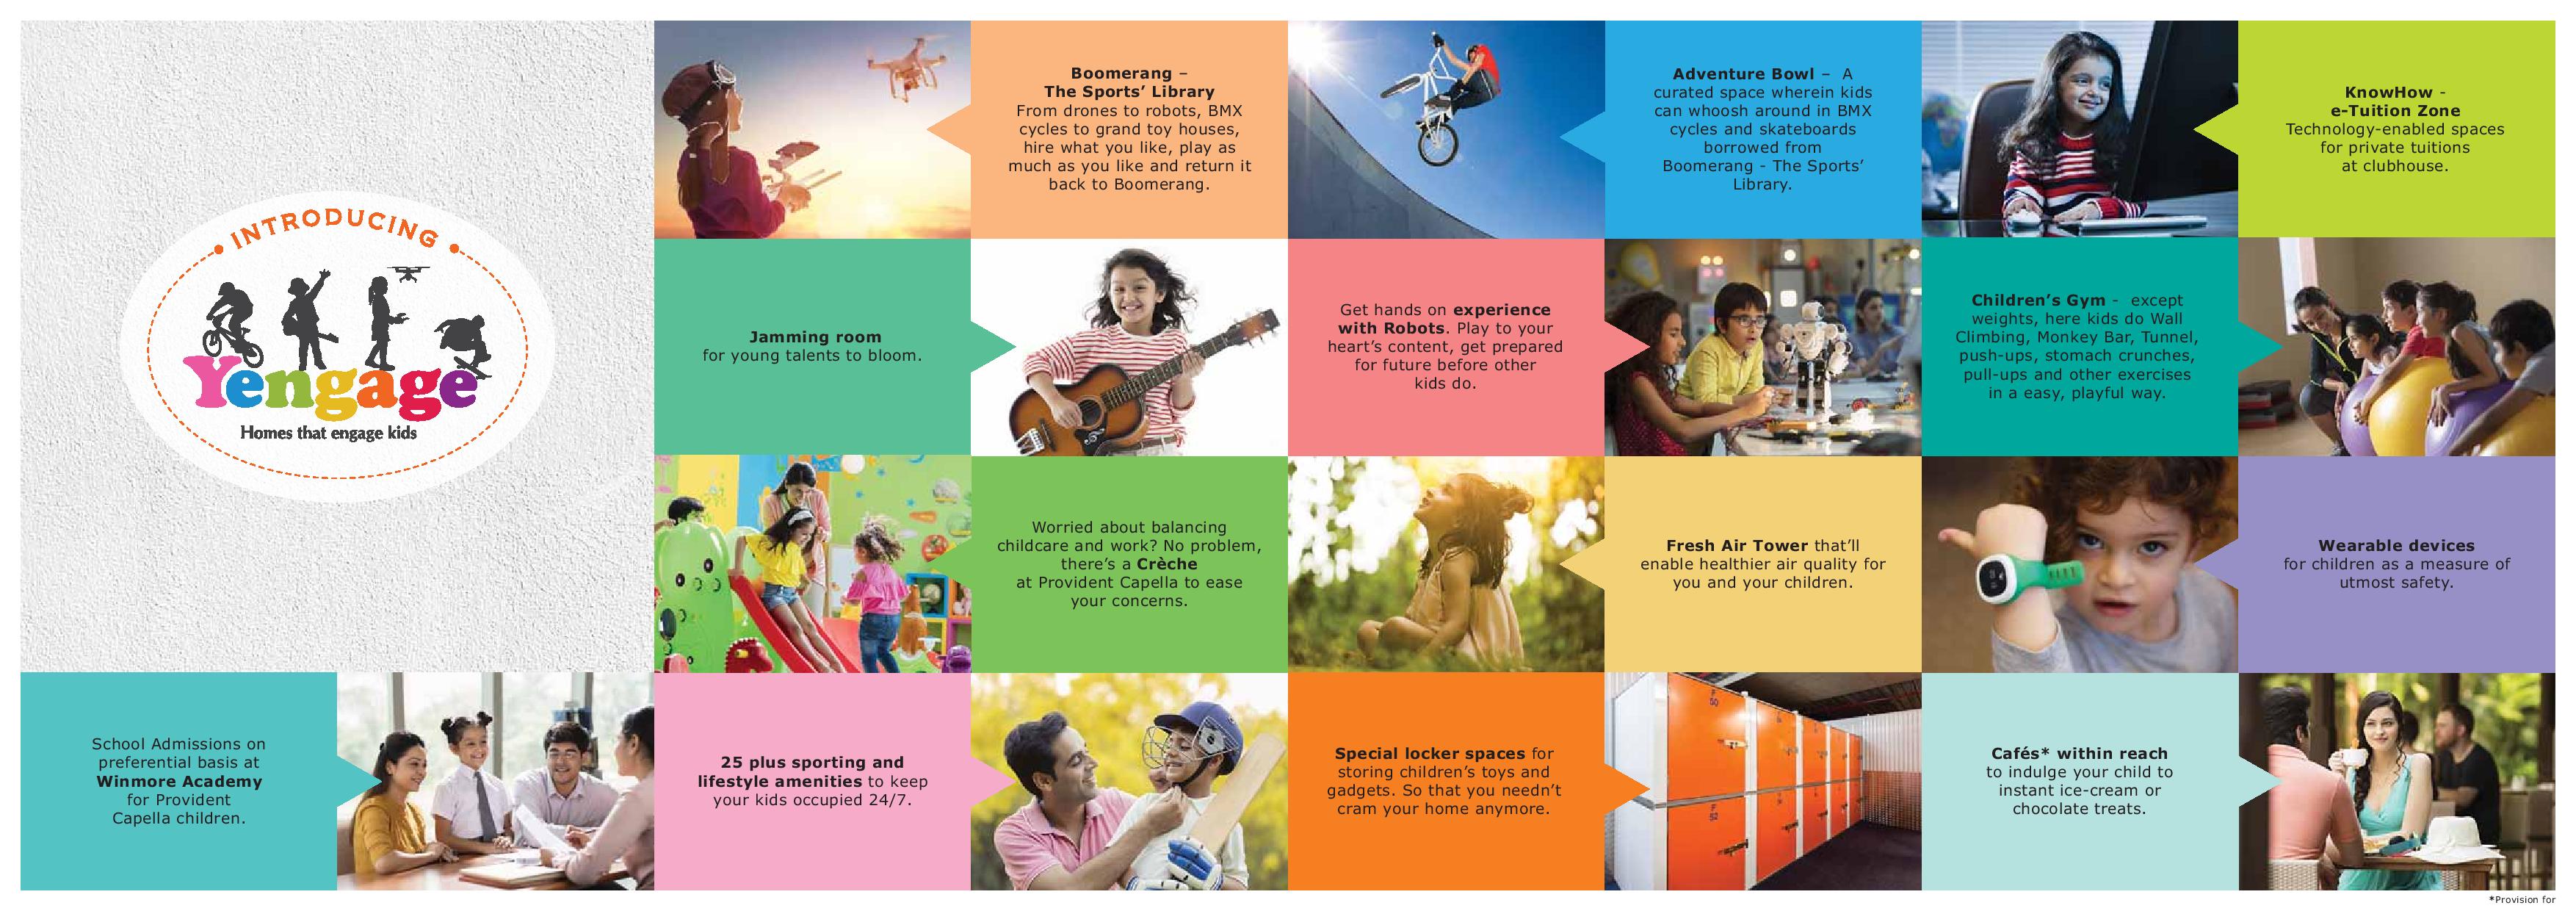 INTRODUCING
Yengage
Homes that engage kids
Boomerang –
The Sports’ Library
From drones to robots, BMX
cycles to grand toy houses,
hire what you like, play as
much as you like and return it
back to Boomerang.
Adventure Bowl – A
curated space wherein kids
can whoosh around in BMX
cycles and skateboards
borrowed from
Boomerang - The Sports’
Library.
KnowHow -
e-Tuition Zone
Technology-enabled spaces
for private tuitions
at clubhouse.
Jamming room
for young talents to bloom.
Get hands on experience
with Robots. Play to your
heart’s content, get prepared
for future before other
kids do.
Children’s Gym - except
weights, here kids do Wall
Climbing, Monkey Bar, Tunnel,
push-ups, stomach crunches,
pull-ups and other exercises
in a easy, playful way.
Worried about balancing
childcare and work? No problem,
there’s a Crèche
at Provident Capella to ease
your concerns.
Fresh Air Tower that’ll
enable healthier air quality for
you and your children.
Wearable devices
for children as a measure of
utmost safety.
School Admissions on
preferential basis at
Winmore Academy
for Provident
Capella children.
25 plus sporting and
lifestyle amenities to keep
your kids occupied 24/7.
Special locker spaces for
storing children’s toys and
gadgets. So that you needn’t
cram your home anymore.
Cafés* within reach
to indulge your child to
instant ice-cream or
chocolate treats.
*Provision for